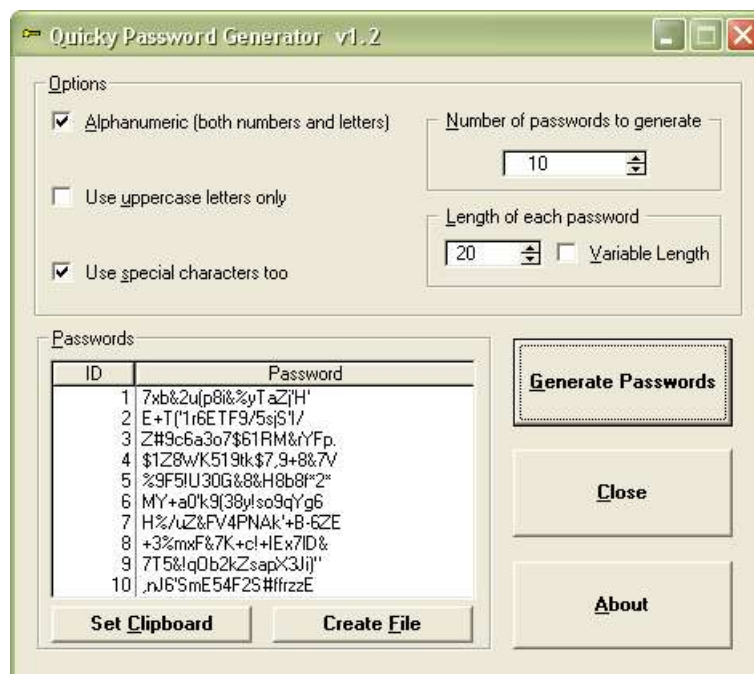 Quicky Password Generator v1.2
Options
Alphanumeric (both numbers and letters)
Use uppercase letters only
Use special characters too
Number of passwords to generate
10
Length of each password
20 Variable Length
Passwords
ID Password
1 7xb&2u(p8i&%yTaZj'H'
2 E+T('1r6ETF9/5sjS'I/
3 Z#9c6a3o7$61RM&rYFp.
4 $1Z8WK519tk$7,9+8&7V
5 %9F5!U30G&8&H8b8f*2*
6 MY+a0'k9(38y!so9qYg6
7 H%/uZ&FV4PNAk'+B-6ZE
8 +3%mxF&7K+c!+IEx7ID&
9 7T5&!qOb2kZsapX3Ji)"
10 ,nJ6'SmE54F2S#ffrzzE
Set Clipboard
Create File
Generate Passwords
Close
About